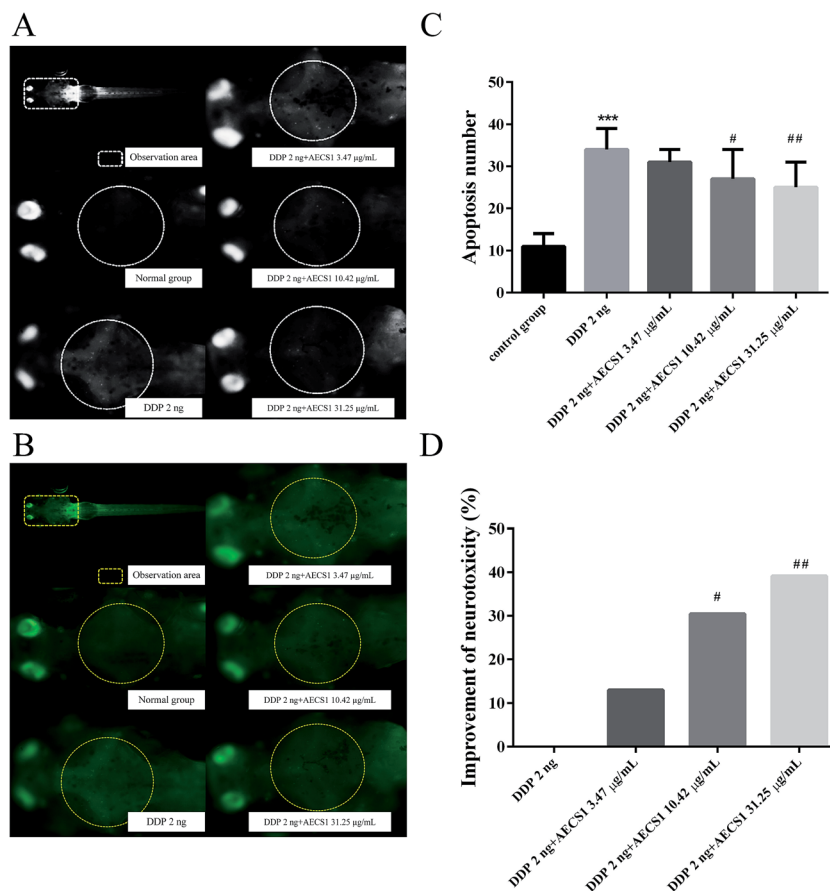 A
Observation area
DDP 2 ng+AECS1 3.47 µg/mL
Normal group
DDP 2 ng+AECS1 10.42 µg/mL
DDP 2 ng
DDP 2 ng+AECS1 31.25 µg/mL
B
Observation area
DDP 2 ng+AECS1 3.47 µg/mL
Normal group
DDP 2 ng+AECS1 10.42 µg/mL
DDP 2 ng
DDP 2 ng+AECS1 31.25 µg/mL
C
Apoptosis number
50
40
30
20
10
0
***
#
##
control group
DDP 2 ng
DDP 2 ng+AECS1 3.47 µg/mL
DDP 2 ng+AECS1 10.42 µg/mL
DDP 2 ng+AECS1 31.25 µg/mL
D
Improvement of neurotoxicity (%)
50
40
30
20
10
0
#
##
DDP 2 ng
DDP 2 ng+AECS1 3.47 µg/mL
DDP 2 ng+AECS1 10.42 µg/mL
DDP 2 ng+AECS1 31.25 µg/mL